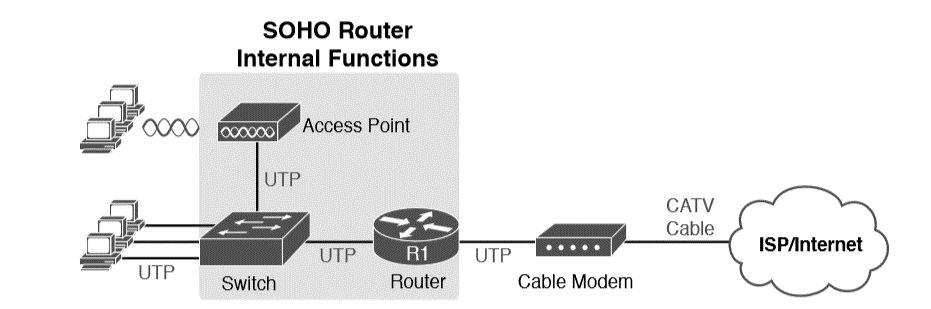 SOHO Router
Internal Functions
Access Point
UTP
CATV
Cable
ISP/Internet
UTP
UTP
R1
UTP
Switch
Router
Cable Modem